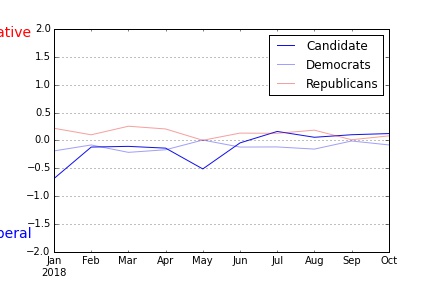 ative
beral
2.0
1.5
1.0
0.5
0.0
−0.5
−1.0
−1.5
−2.0
Candidate
Democrats
Republicans
Jan Feb Mar Apr May Jun Jul Aug Sep Oct
2018